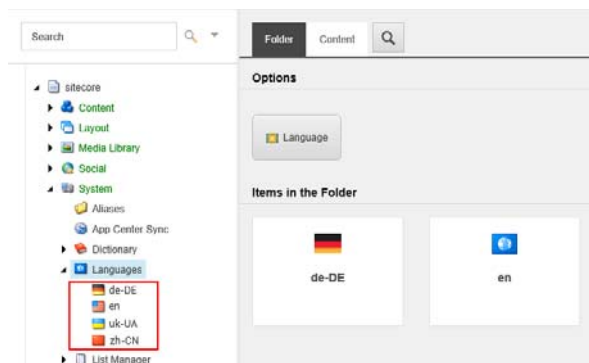 Search
sitecore
Content
Layout
Media Library
Social
System
Aliases
App Center Sync
Dictionary
Languages
de-DE
en
uk-UA
zh-CN
List Manager
Folder
Content
Options
Language
Items in the Folder
de-DE
en